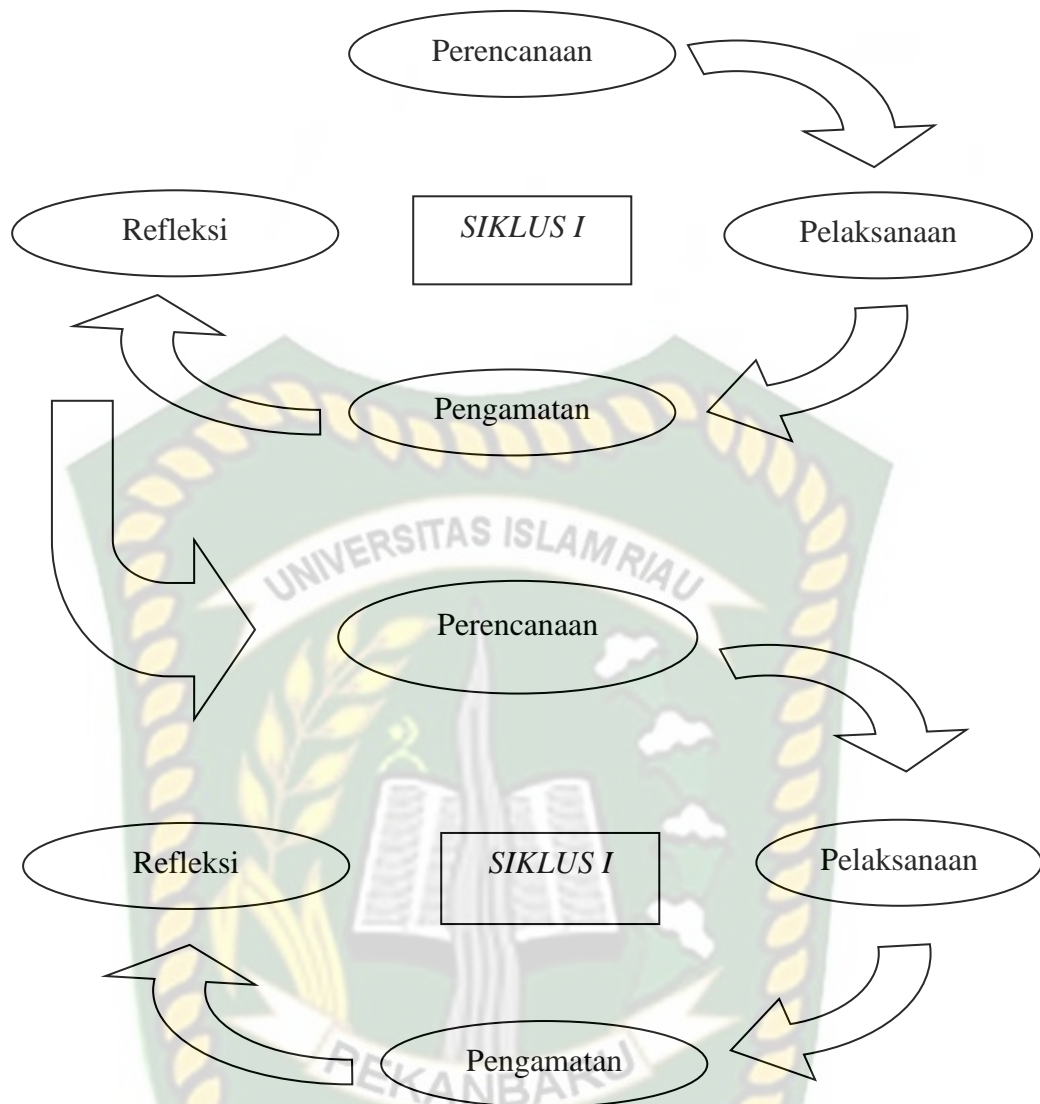 Perencanaan
Refleksi
SIKLUS I
Pelaksanaan
Pengamatan
UNIVERSITAS ISLAM RIAU
Perencanaan
Refleksi
SIKLUS I
Pelaksanaan
Pengamatan
PEKANBARU